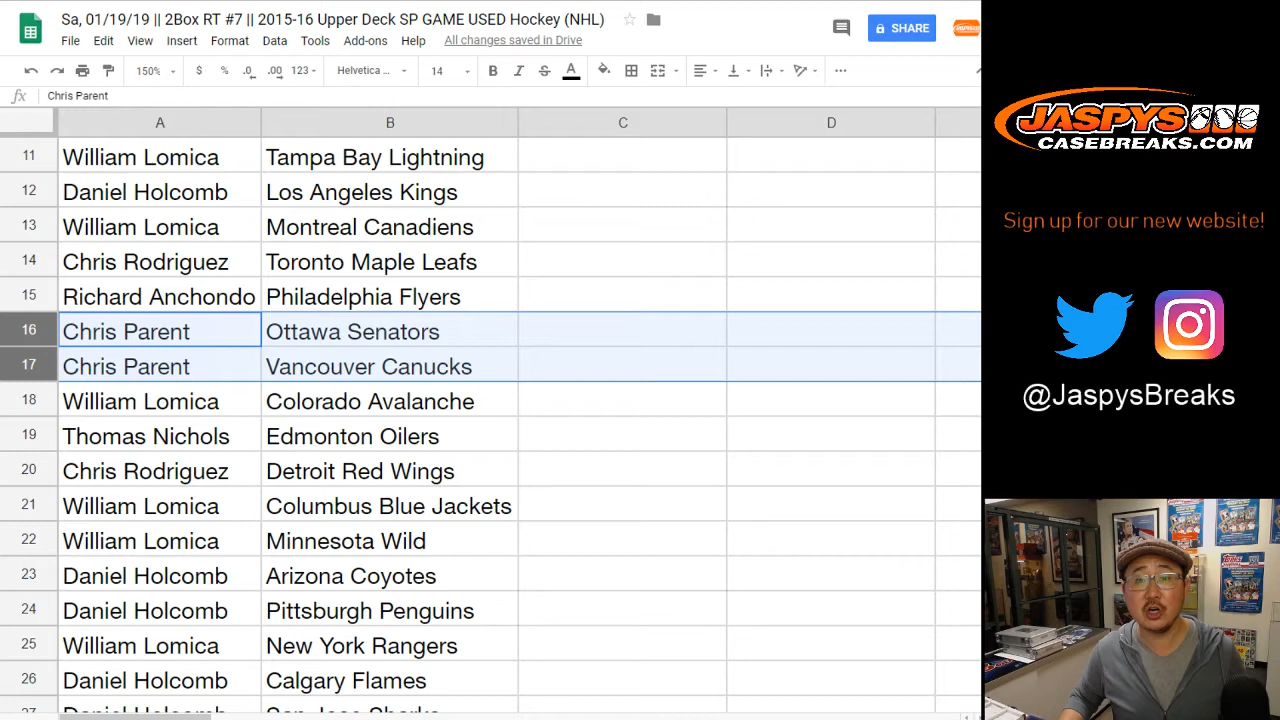 Sa, 01/19/19 || 2Box RT #7 || 2015-16 Upper Deck SP GAME USED Hockey (NHL)
File Edit View Insert Format Data Tools Add-ons Help All changes saved in Drive
SHARE
150% $ % .0 .00 123 Helvetica ... 14 B I S A
fx Chris Parent
A B C D
11 William Lomica Tampa Bay Lightning
12 Daniel Holcomb Los Angeles Kings
13 William Lomica Montreal Canadiens
14 Chris Rodriguez Toronto Maple Leafs
15 Richard Anchondo Philadelphia Flyers
16 Chris Parent Ottawa Senators
17 Chris Parent Vancouver Canucks
18 William Lomica Colorado Avalanche
19 Thomas Nichols Edmonton Oilers
20 Chris Rodriguez Detroit Red Wings
21 William Lomica Columbus Blue Jackets
22 William Lomica Minnesota Wild
23 Daniel Holcomb Arizona Coyotes
24 Daniel Holcomb Pittsburgh Penguins
25 William Lomica New York Rangers
26 Daniel Holcomb Calgary Flames
27 Daniel Holcomb San Jose Sharks
JASPYS
CASEBREAKS.COM
Sign up for our new website!
@JaspysBreaks